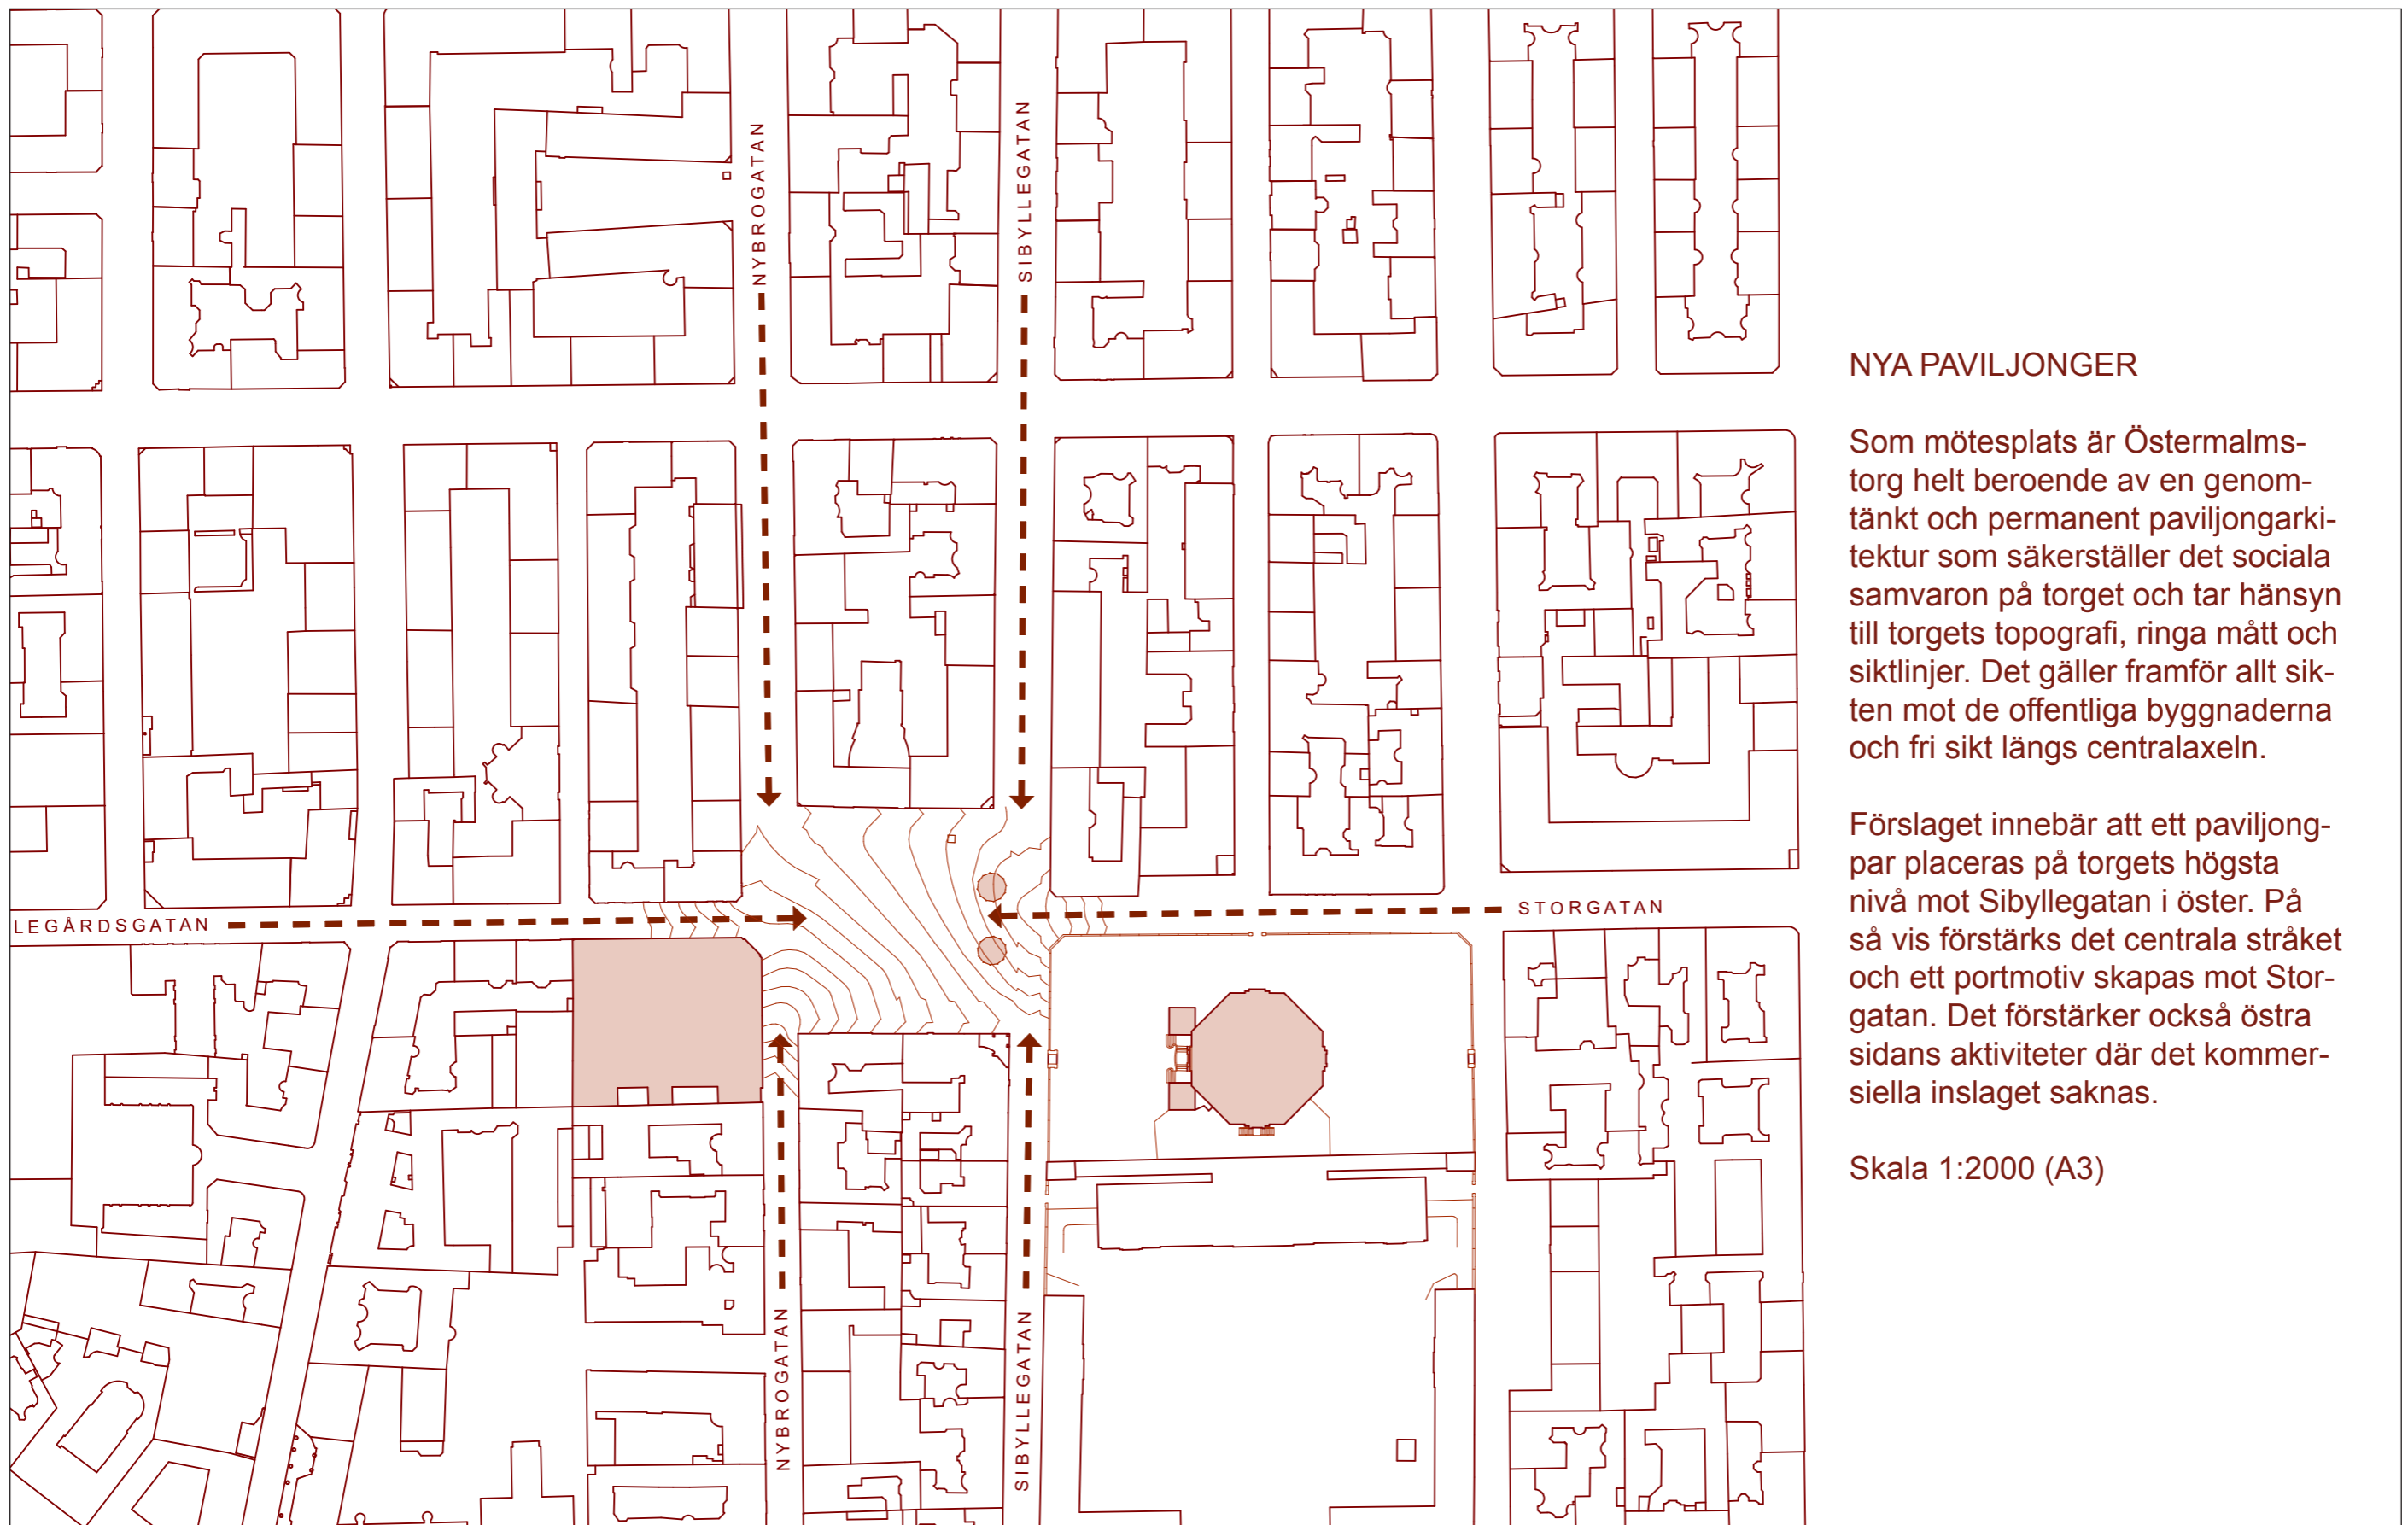 NYBROGATAN
SIBYLLEGATAN
LEGÅRDSGATAN
STORGATAN
NYBROGATAN
SIBYLLEGATAN
NYA PAVILJONGER
Som mötesplats är Östermalms-
torg helt beroende av en genom-
tänkt och permanent paviljongarki-
tektur som säkerställer det sociala
samvaron på torget och tar hänsyn
till torgets topografi, ringa mått och
siktlinjer. Det gäller framför allt sik-
ten mot de offentliga byggnaderna
och fri sikt längs centralaxeln.
Förslaget innebär att ett paviljong-
par placeras på torgets högsta
nivå mot Sibyllegatan i öster. På
så vis förstärks det centrala stråket
och ett portmotiv skapas mot Stor-
gatan. Det förstärker också östra
sidans aktiviteter där det kommer-
siella inslaget saknas.
Skala 1:2000 (A3)